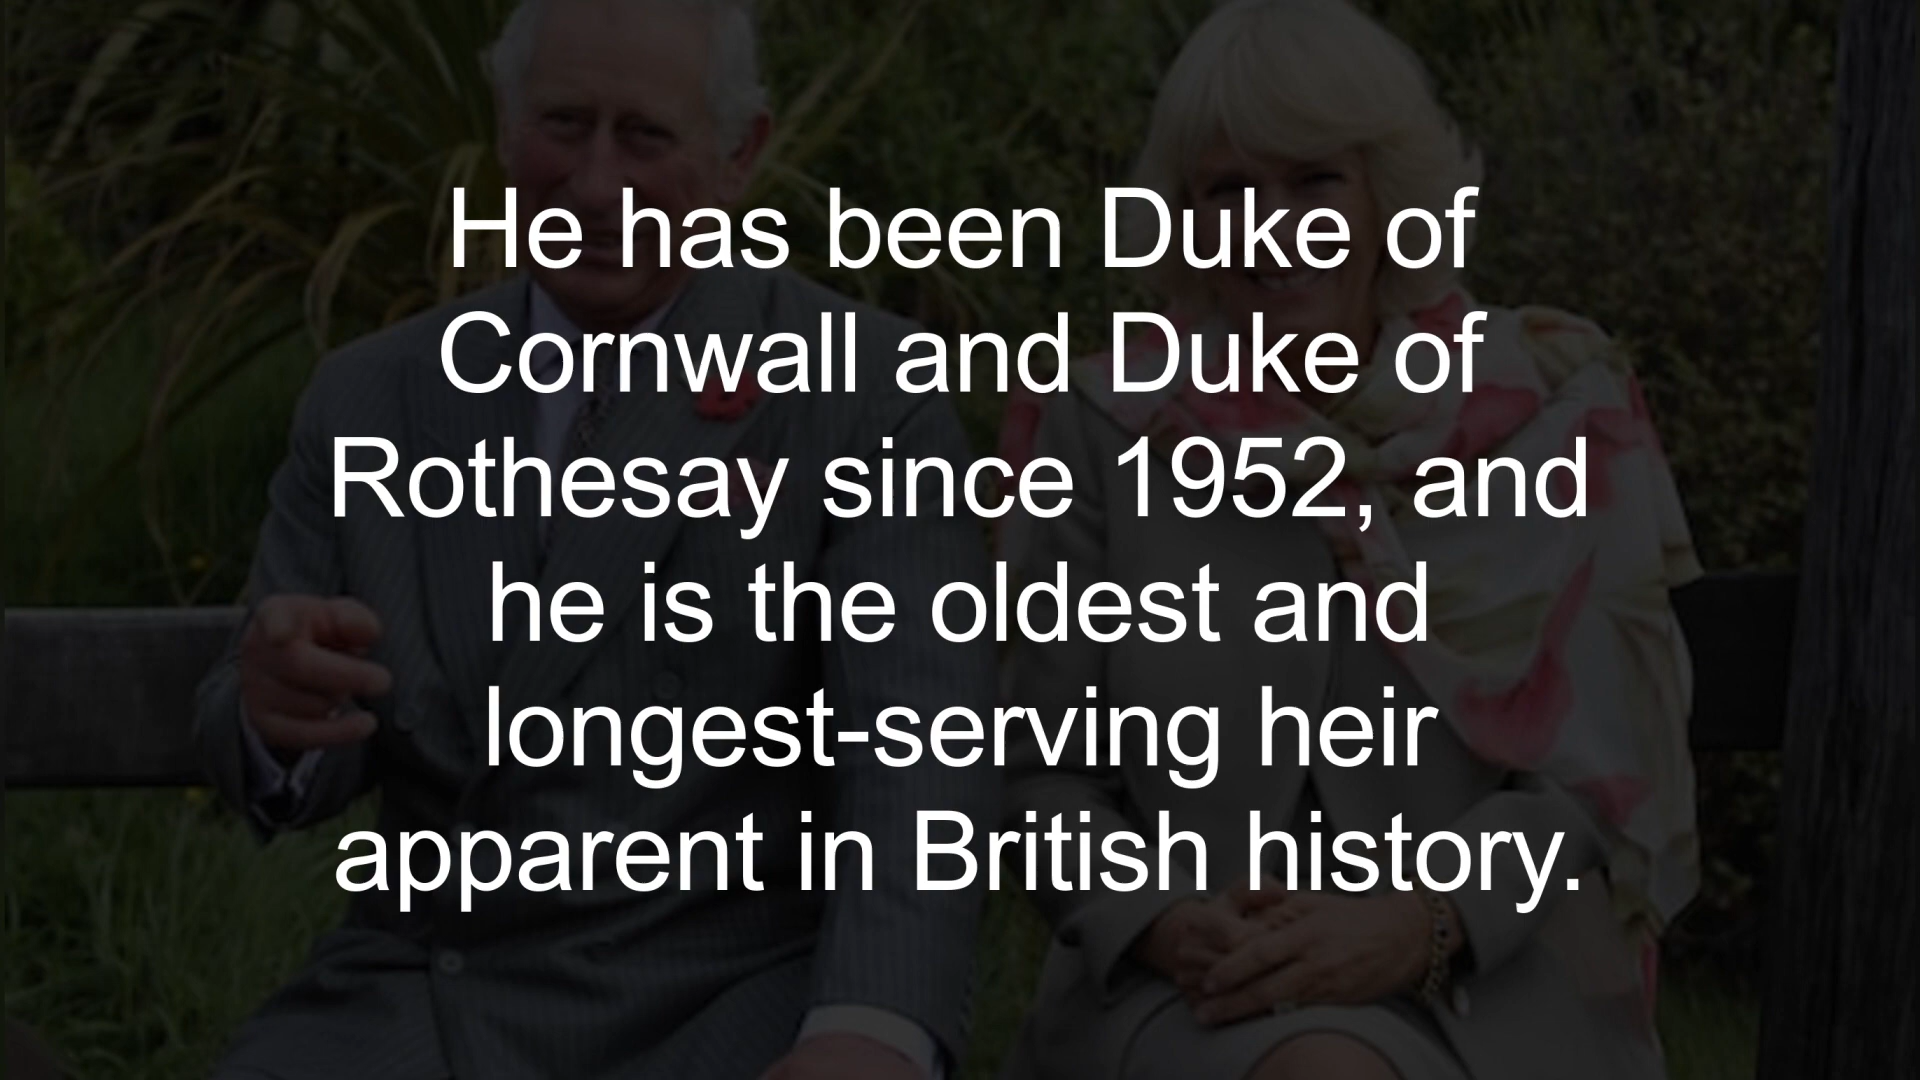 He has been Duke of
Cornwall and Duke of
Rothesay since 1952, and
he is the oldest and
longest-serving heir
apparent in British history.